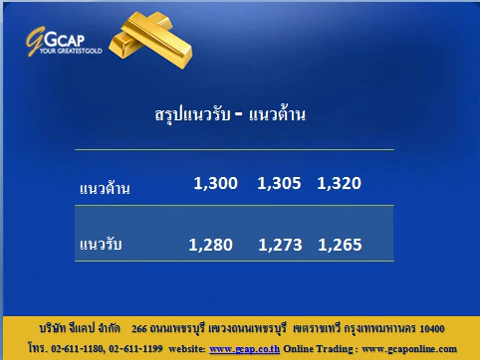 GCAP
YOUR GREATESTGOLD
สรุปแนวรับ - แนวต้าน
แนวต้าน 1,300 1,305 1,320
แนวรับ 1,280 1,273 1,265
บริษัท จีแคป จำกัด 266 ถนนเพชรบุรี แขวงถนนเพชรบุรี เขตราชเทวี กรุงเทพมหานคร 10400
โทร. 02-611-1180, 02-611-1199 website: www.gcap.co.th Online Trading : www.gcaponline.com